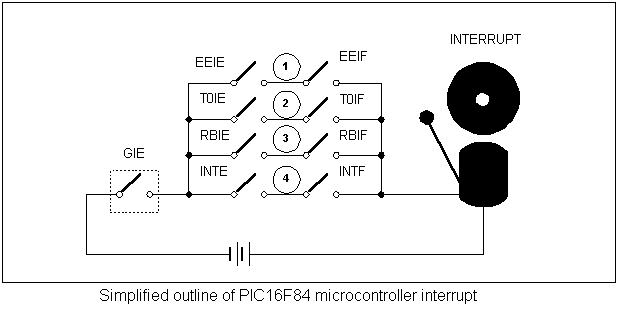 INTERRUPT
EEIE 1 EEIF
T0IE 2 T0IF
RBIE 3 RBIF
GIE
INTE 4 INTF
Simplified outline of PIC16F84 microcontroller interrupt